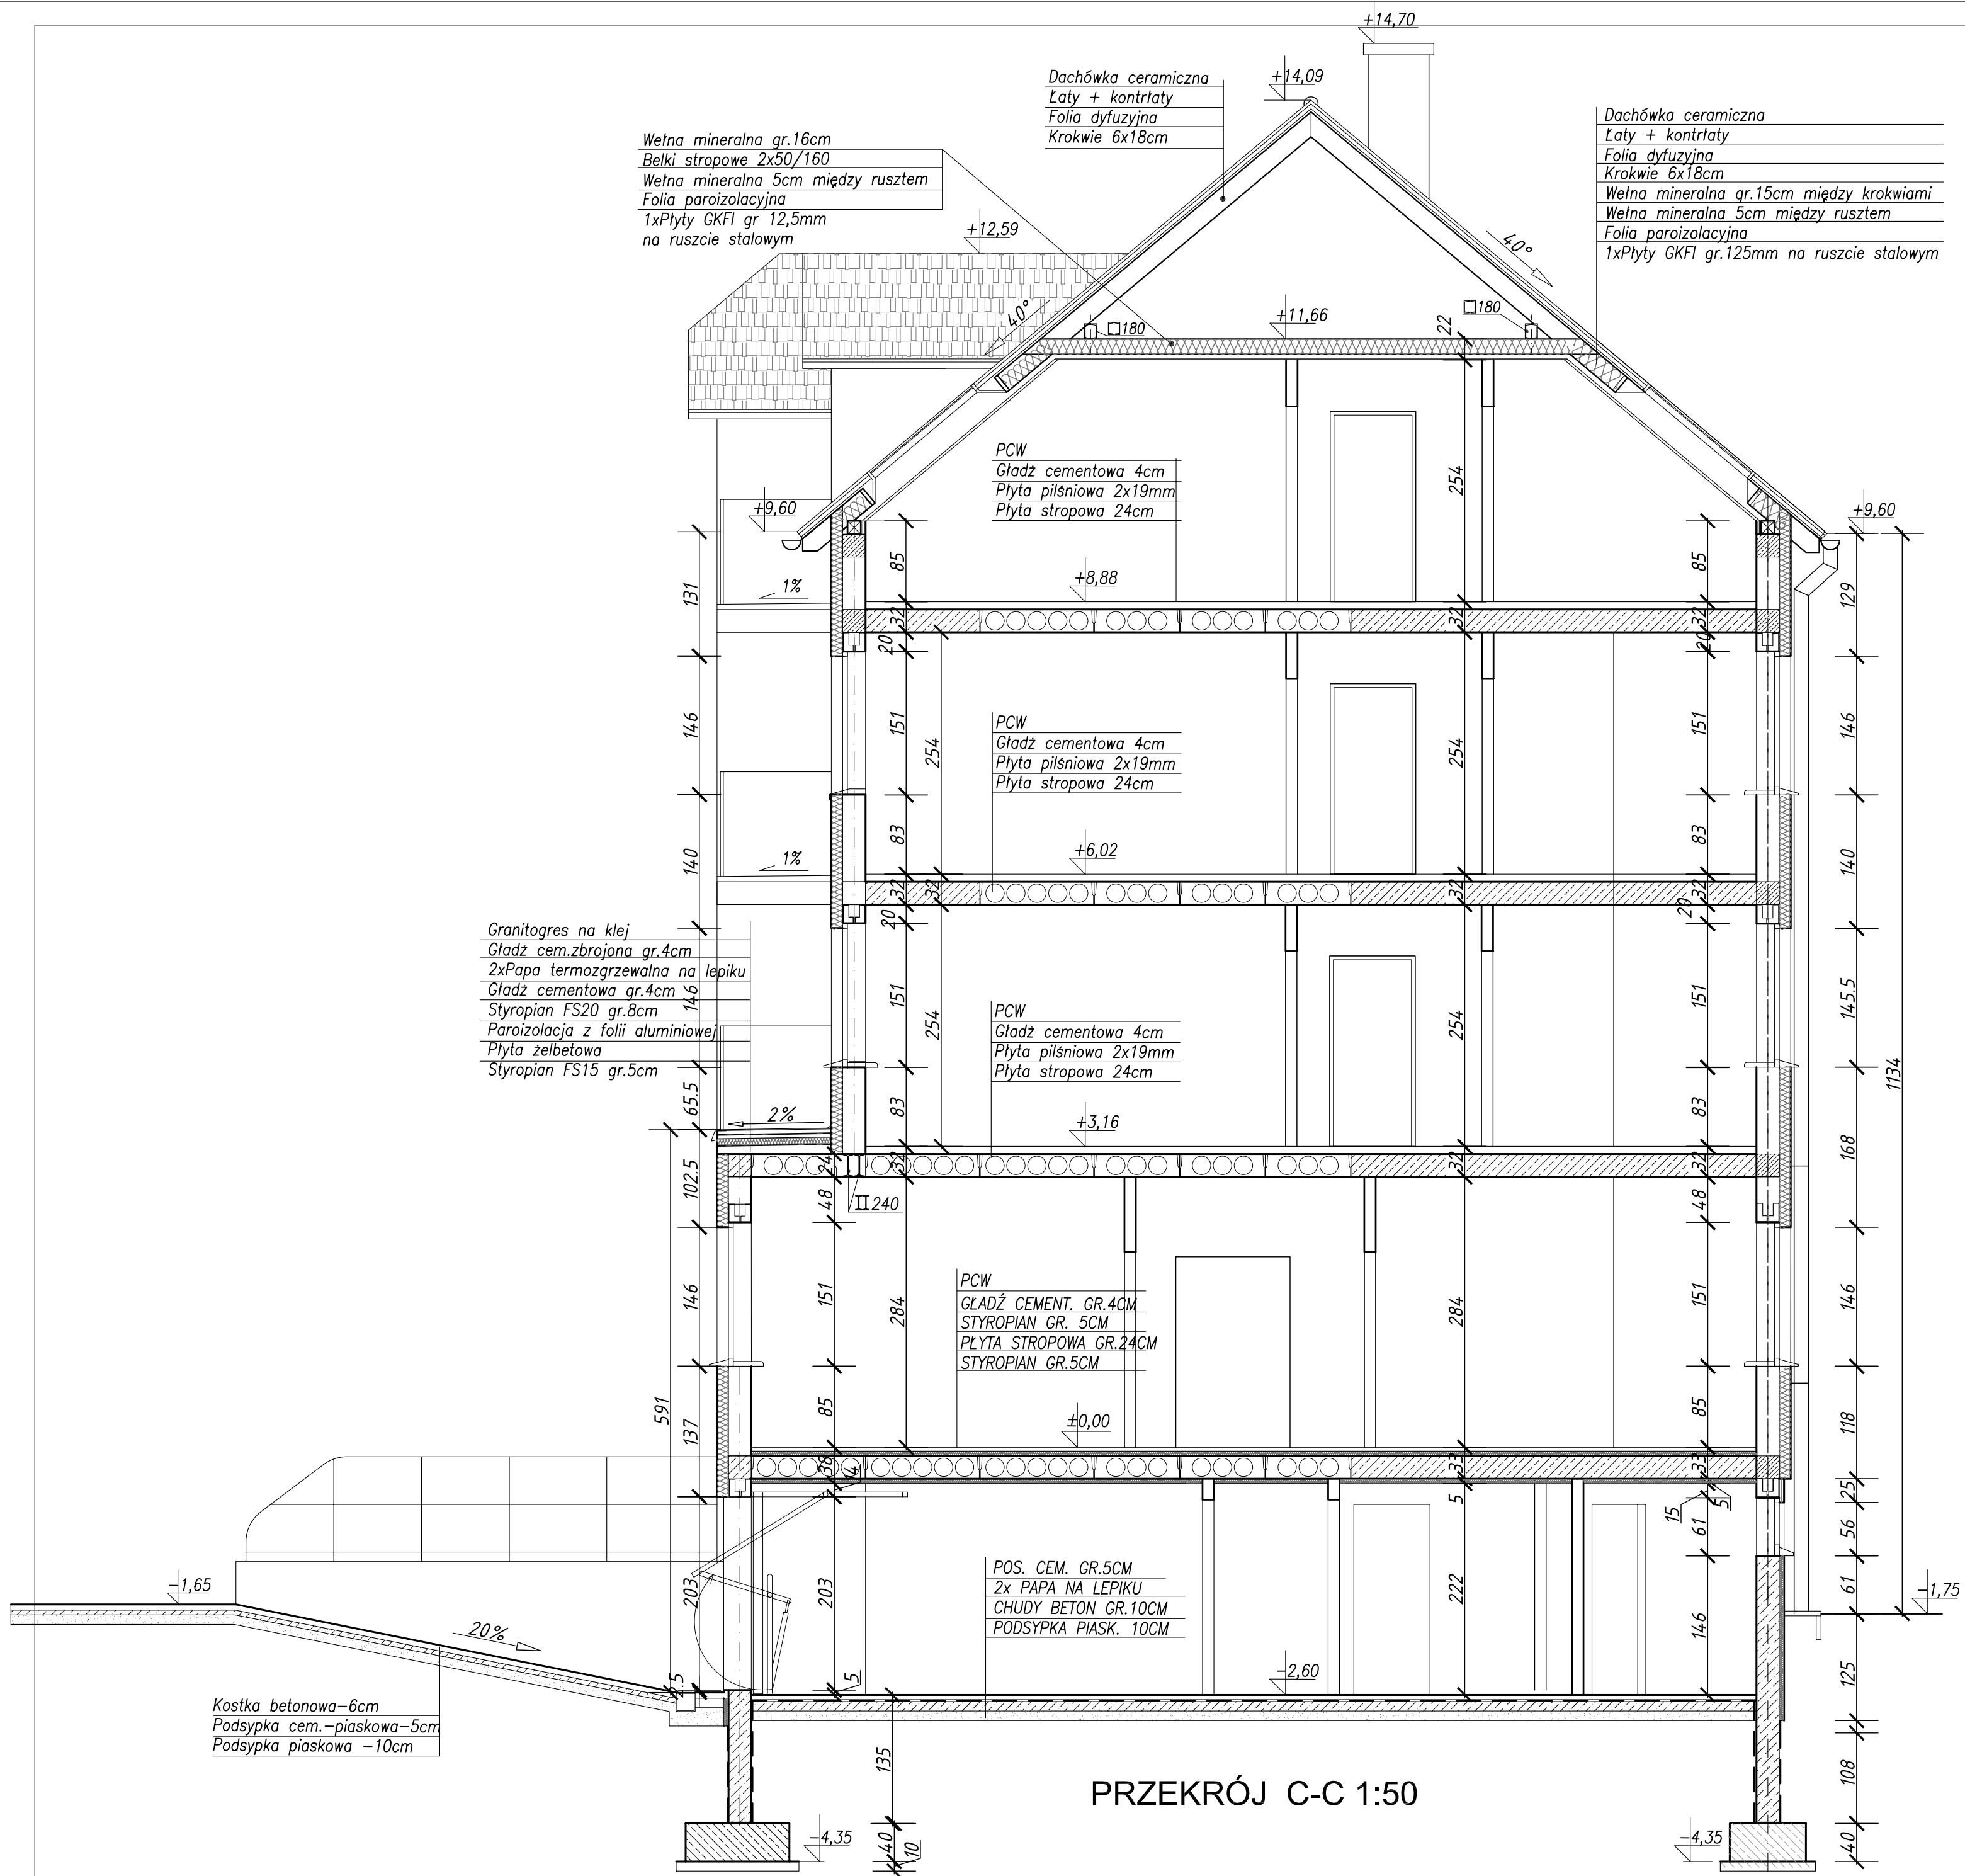 +14,70
Dachówka ceramiczna
Łaty + kontrłaty
Folia dyfuzyjna
Krokwie 6x18cm
+14,09
Dachówka ceramiczna
Łaty + kontrłaty
Folia dyfuzyjna
Krokwie 6x18cm
Wełna mineralna gr.15cm między krokwiami
Wełna mineralna 5cm między rusztem
Folia paroizolacyjna
1xPłyty GKFI gr.125mm na ruszcie stalowym
Wełna mineralna gr.16cm
Belki stropowe 2x50/160
Wełna mineralna 5cm między rusztem
Folia paroizolacyjna
1xPłyty GKFI gr 12,5mm
na ruszcie stalowym
+12,59
40°
40°
180
+11,66
180
22
PCW
Gładź cementowa 4cm
Płyta pilśniowa 2x19mm
Płyta stropowa 24cm
254
+9,60
+9,60
85
85
131
1%
+8,88
129
32
32
32
20
20
146
151
254
PCW
Gładź cementowa 4cm
Płyta pilśniowa 2x19mm
Płyta stropowa 24cm
254
151
146
140
1%
83
+6,02
83
140
32
32
32
32
20
20
Granitogres na klej
Gładź cem.zbrojona gr.4cm
2xPapa termozgrzewalna na lepiku
Gładź cementowa gr.4cm
Styropian FS20 gr.8cm
Paroizolacja z folii aluminiowej
Płyta żelbetowa
Styropian FS15 gr.5cm
146
151
254
PCW
Gładź cementowa 4cm
Płyta pilśniowa 2x19mm
Płyta stropowa 24cm
254
151
145.5
1134
65.5
2%
83
+3,16
83
168
102.5
24
32
32
32
48
II240
48
146
151
284
PCW
GŁADŹ CEMENT. GR.4CM
STYROPIAN GR. 5CM
PŁYTA STROPOWA GR.24CM
STYROPIAN GR.5CM
284
151
146
591
137
85
±0,00
85
118
38
14
33
33
5
15
5
25
61
56
-1,65
203
203
POS. CEM. GR.5CM
2x PAPA NA LEPIKU
CHUDY BETON GR.10CM
PODSYPKA PIASK. 10CM
222
146
61
-1,75
20%
2.5
5
-2,60
125
Kostka betonowa-6cm
Podsypka cem.-piaskowa-5cm
Podsypka piaskowa -10cm
135
PRZEKRÓJ C-C 1:50
108
-4,35
40
10
-4,35
40